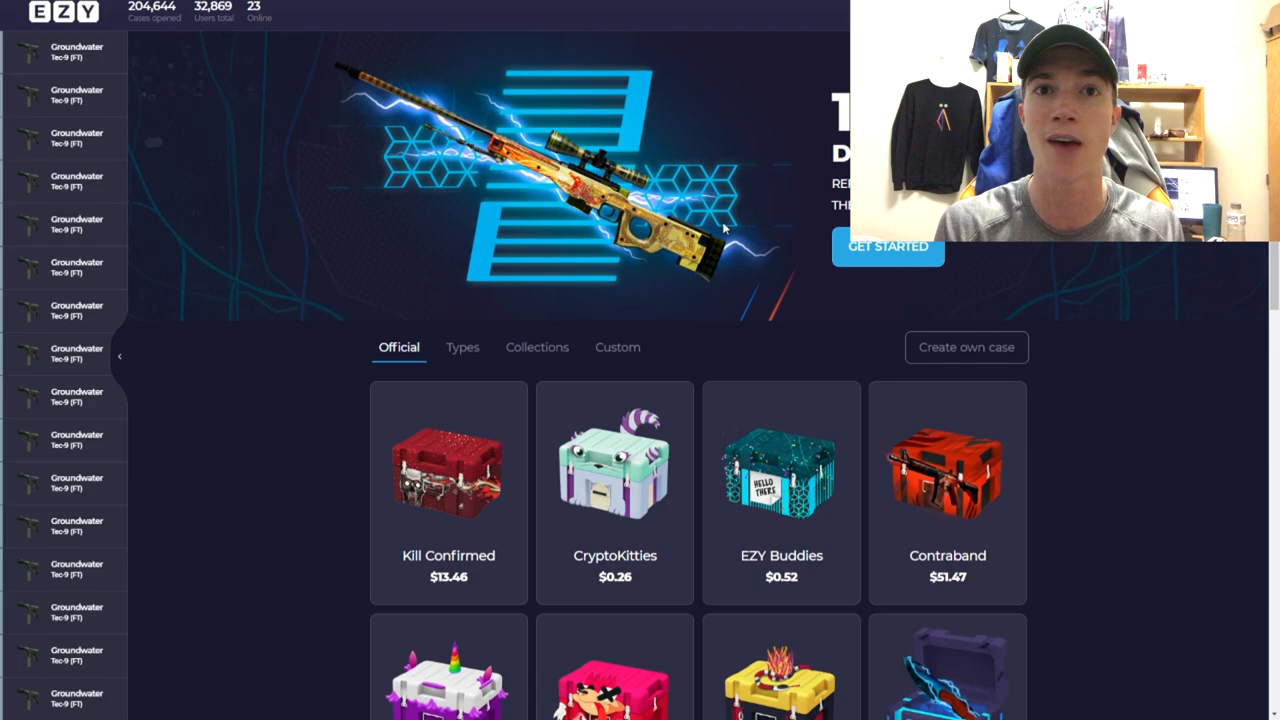 EZY
204,644
Cases opened
32,869
Users total
23
Online
Groundwater
Tec-9 (FT)
Groundwater
Tec-9 (FT)
Groundwater
Tec-9 (FT)
Groundwater
Tec-9 (FT)
Groundwater
Tec-9 (FT)
Groundwater
Tec-9 (FT)
Groundwater
Tec-9 (FT)
Groundwater
Tec-9 (FT)
Groundwater
Tec-9 (FT)
Groundwater
Tec-9 (FT)
Groundwater
Tec-9 (FT)
Groundwater
Tec-9 (FT)
Groundwater
Tec-9 (FT)
Groundwater
Tec-9 (FT)
Groundwater
Tec-9 (FT)
Groundwater
Tec-9 (FT)
GET STARTED
Official Types Collections Custom
Create own case
HELLO
THERE
Kill Confirmed
$13.46
CryptoKitties
$0.26
EZY Buddies
$0.52
Contraband
$51.47